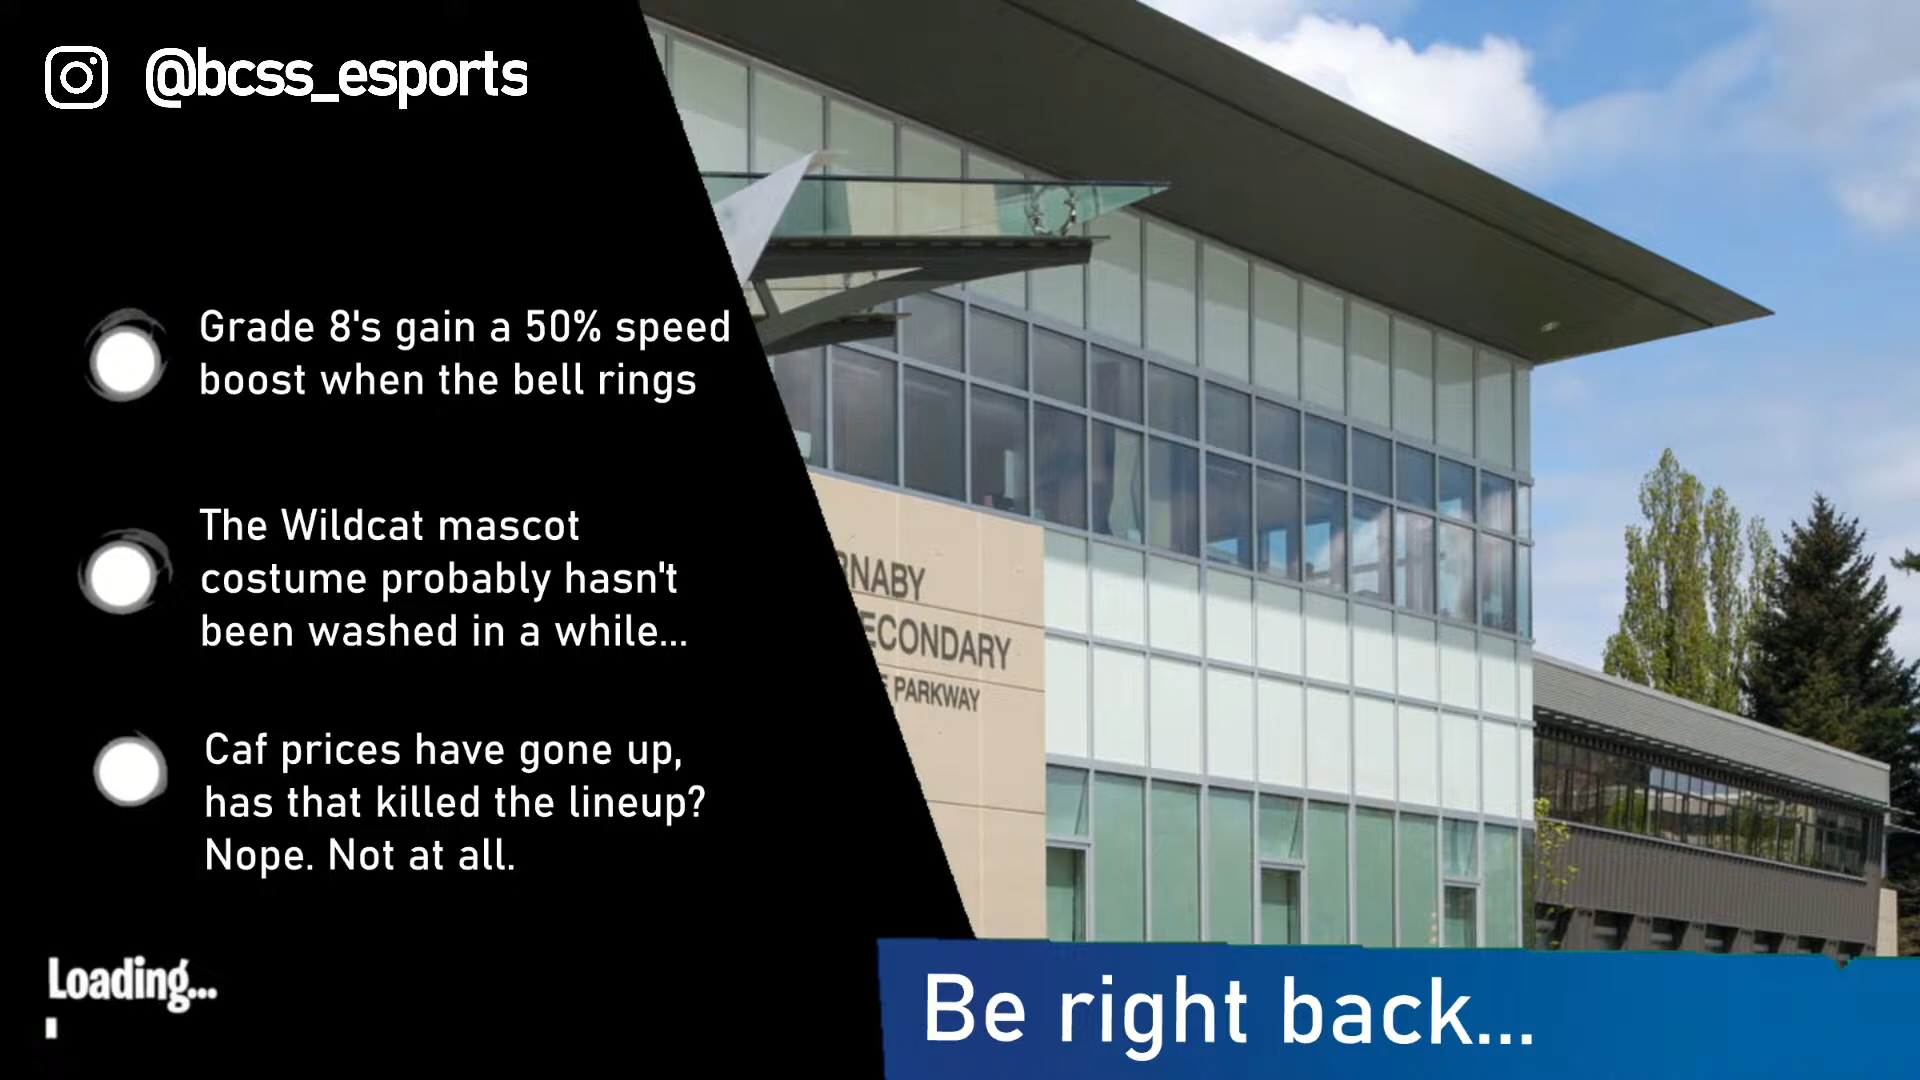 @bcss_esports
Grade 8's gain a 50% speed
boost when the bell rings
The Wildcat mascot
costume probably hasn't
been washed in a while...
Caf prices have gone up,
has that killed the lineup?
Nope. Not at all.
Loading...
RNABY
ECONDARY
PARKWAY
Be right back...